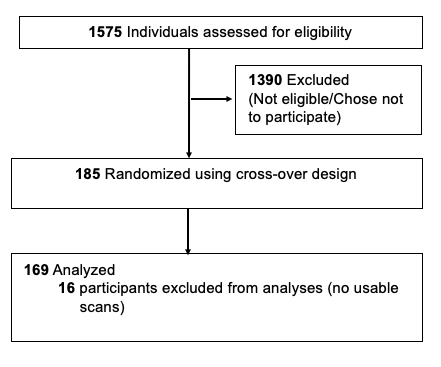 1575 Individuals assessed for eligibility
1390 Excluded
(Not eligible/Chose not
to participate)
185 Randomized using cross-over design
169 Analyzed
16 participants excluded from analyses (no usable
scans)